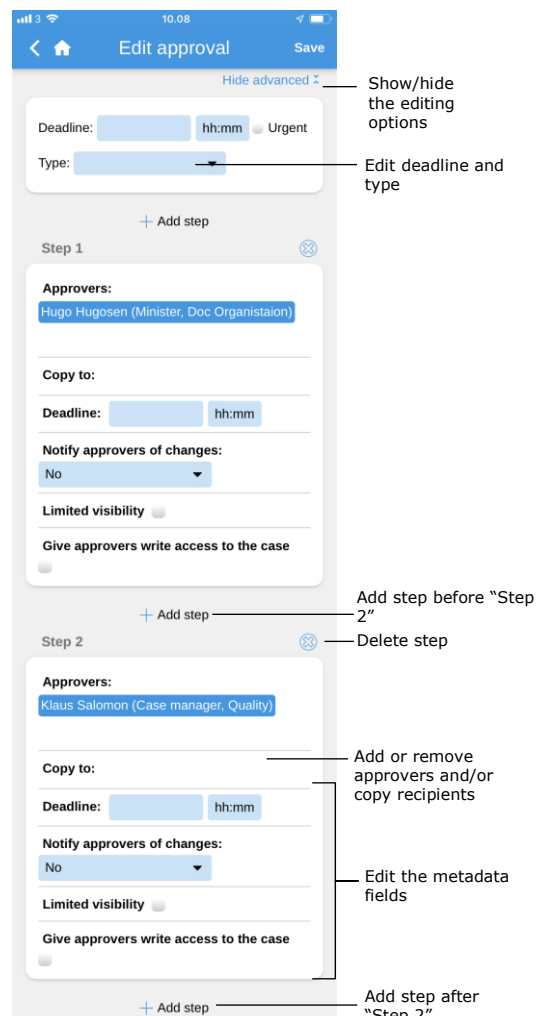 3 10.08
Edit approval Save
Hide advanced
Show/hide
the editing
options
Deadline: hh:mm Urgent
Type:
Edit deadline and
type
+ Add step
Step 1
Approvers:
Hugo Hugosen (Minister, Doc Organistaion)
Copy to:
Deadline: hh:mm
Notify approvers of changes:
No
Limited visibility
Give approvers write access to the case
+ Add step
Add step before “Step
2”
Step 2
Delete step
Approvers:
Klaus Salomon (Case manager, Quality)
Copy to:
Add or remove
approvers and/or
copy recipients
Deadline: hh:mm
Notify approvers of changes:
No
Edit the metadata
fields
Limited visibility
Give approvers write access to the case
+ Add step
Add step after
“Step 2”